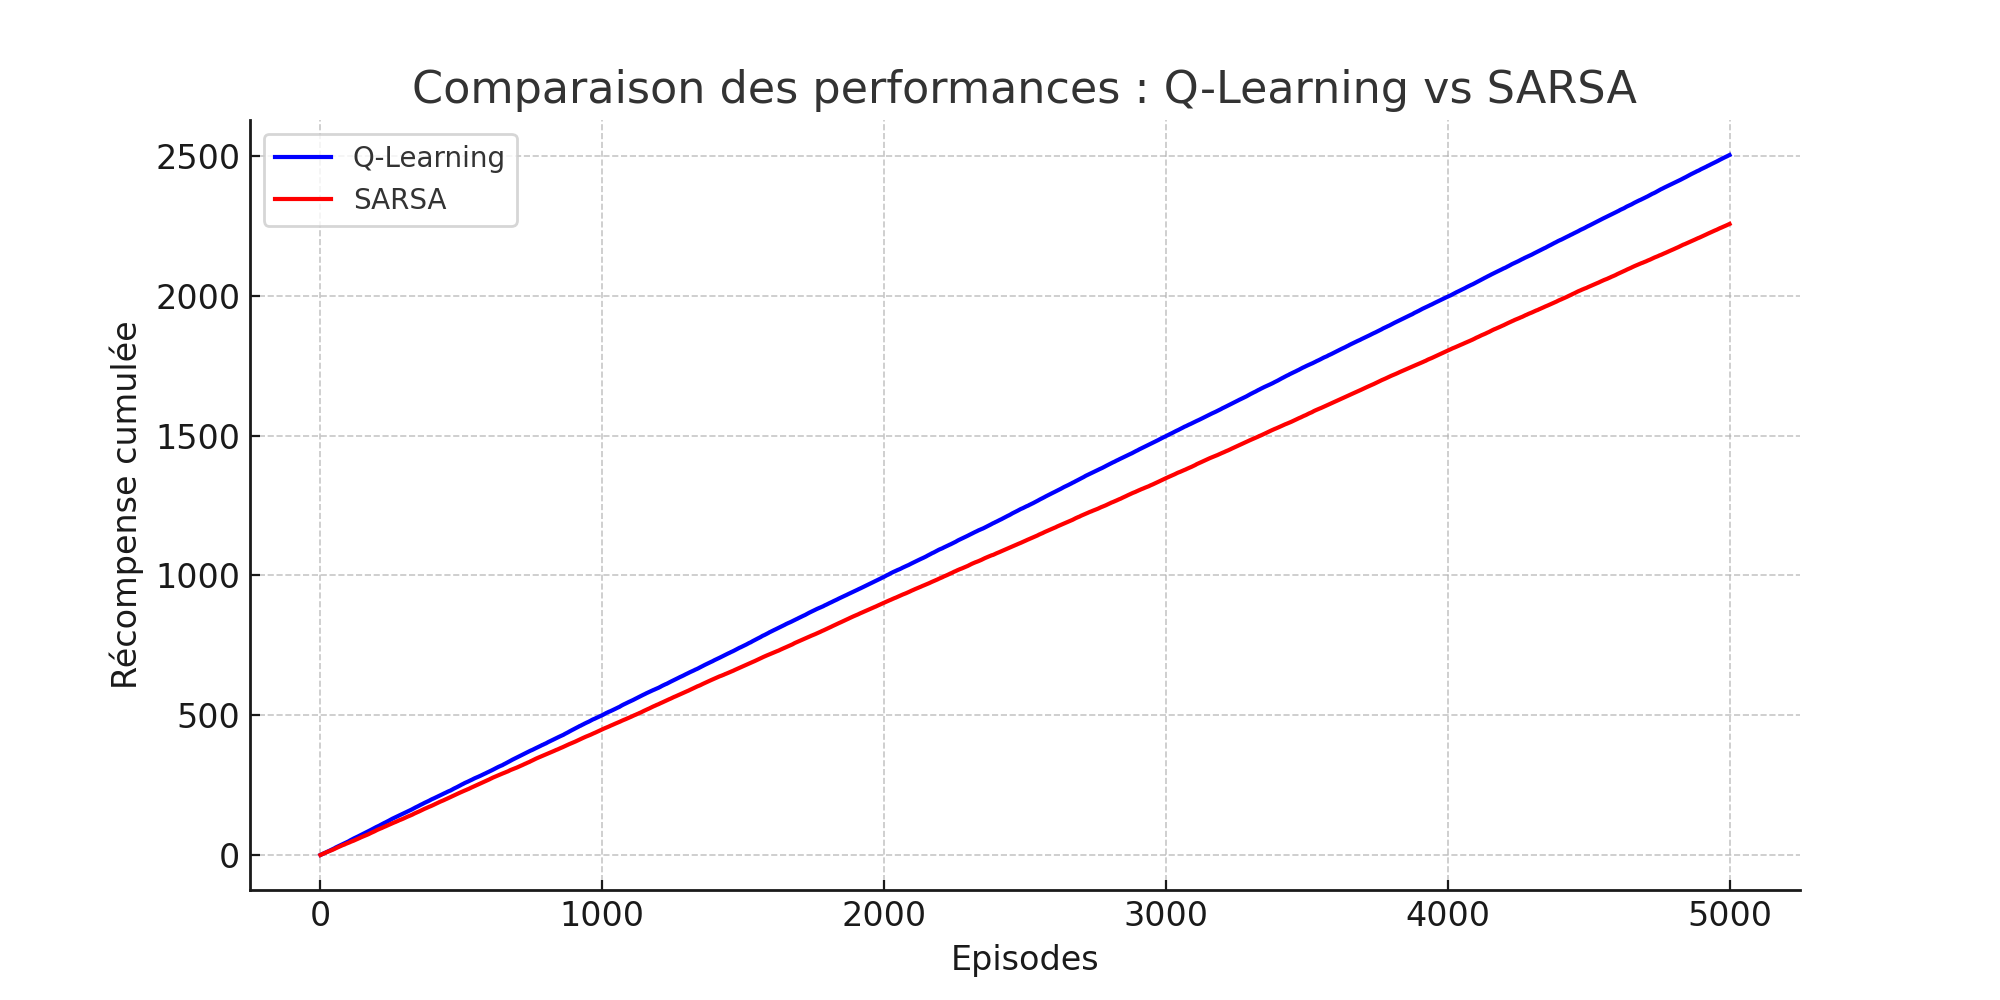 Comparaison des performances : Q-Learning vs SARSA
Q-Learning
SARSA
Récompense cumulée
2500
2000
1500
1000
500
0
0 1000 2000 3000 4000 5000
Episodes